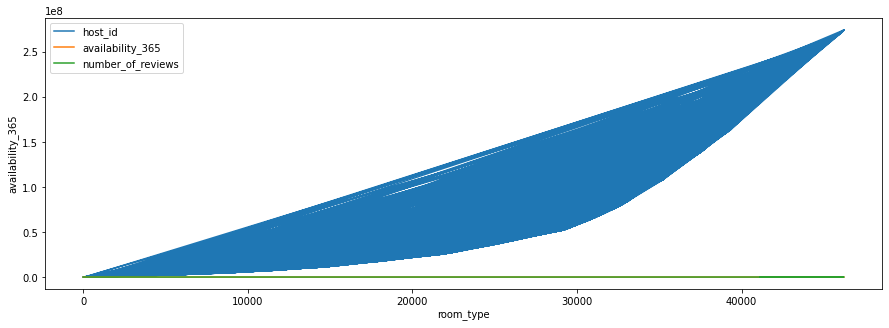 1e8
host_id
availability_365
number_of_reviews
2.5
2.0
1.5
1.0
0.5
0.0
availability_365
0 10000 20000 30000 40000
room_type